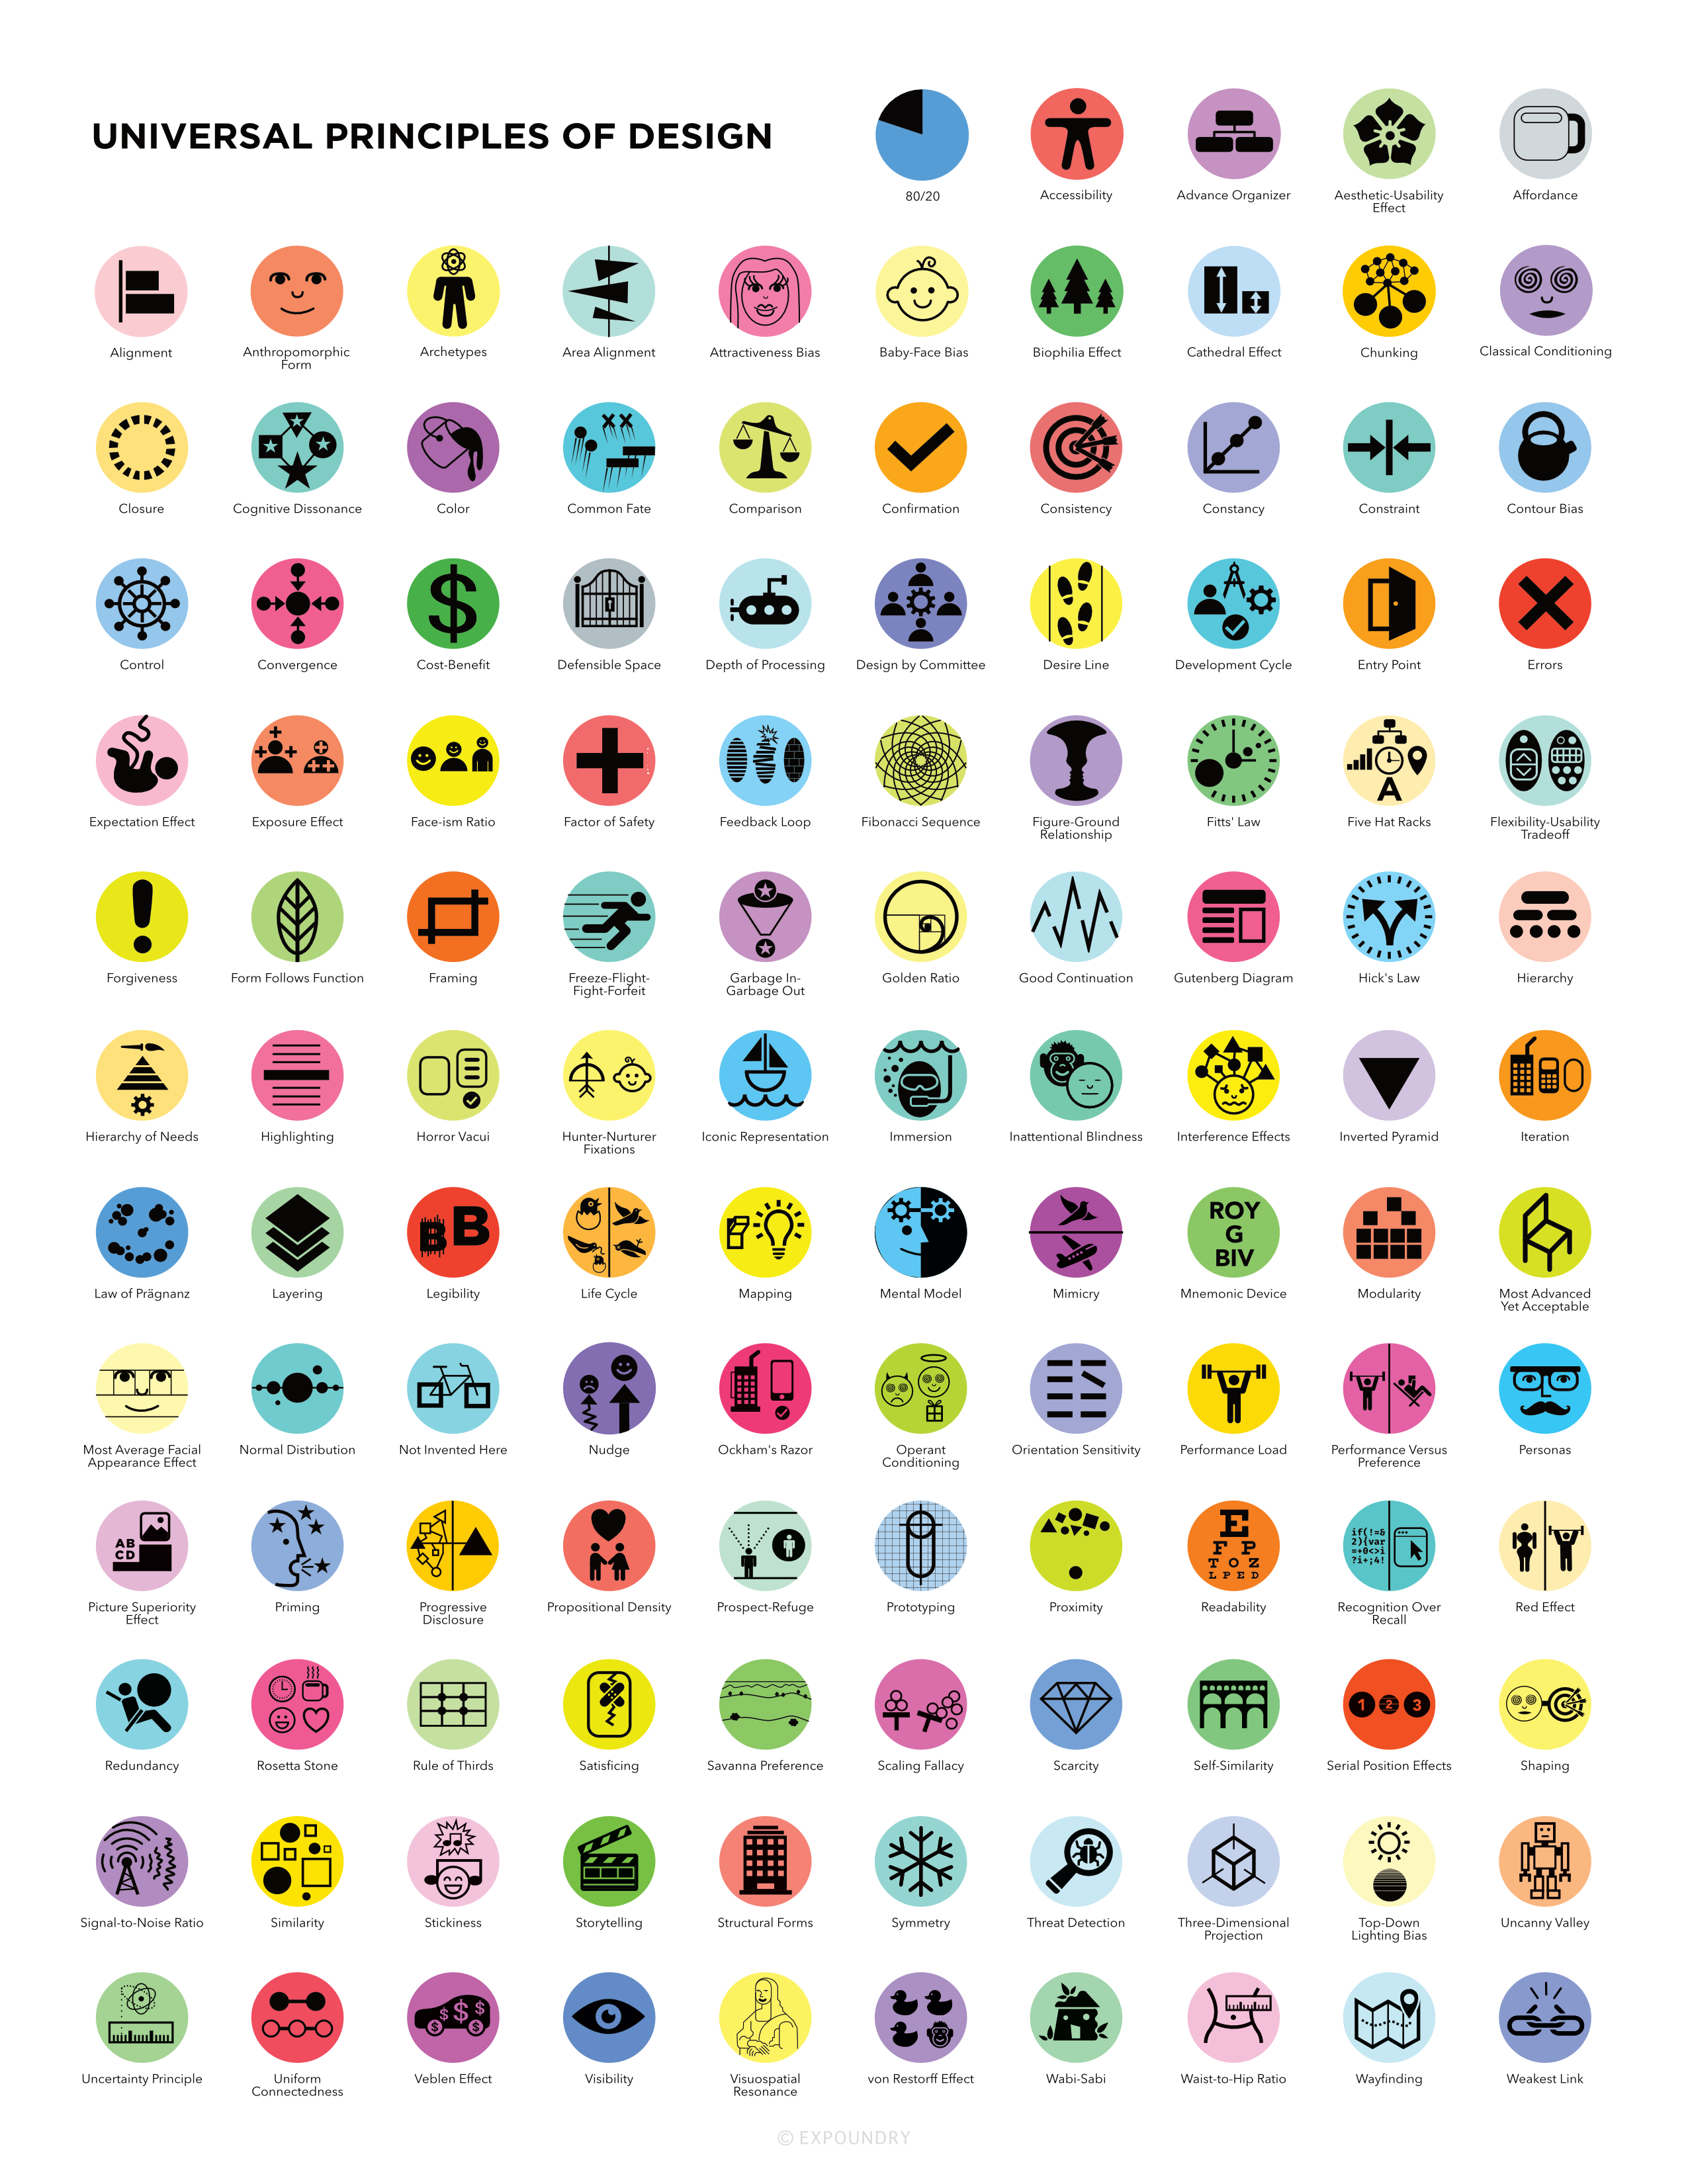 UNIVERSAL PRINCIPLES OF DESIGN
80/20
Accessibility
Advance Organizer
Aesthetic-Usability
Effect
Affordance
Alignment
Anthropomorphic
Form
Archetypes
Area Alignment
Attractiveness Bias
Baby-Face Bias
Biophilia Effect
Cathedral Effect
Chunking
Classical Conditioning
Closure
Cognitive Dissonance
Color
Common Fate
Comparison
Confirmation
Consistency
Constancy
Constraint
Contour Bias
Control
Convergence
$
Cost-Benefit
Defensible Space
Depth of Processing
Design by Committee
Desire Line
Development Cycle
Entry Point
Errors
Expectation Effect
Exposure Effect
Face-ism Ratio
Factor of Safety
Feedback Loop
Fibonacci Sequence
Figure-Ground
Relationship
Fitts' Law
A
Five Hat Racks
Flexibility-Usability
Tradeoff
!
Forgiveness
Form Follows Function
Framing
Freeze-Flight-
Fight-Forfeit
Garbage In-
Garbage Out
Golden Ratio
Good Continuation
Gutenberg Diagram
Hick's Law
Hierarchy
Hierarchy of Needs
Highlighting
Horror Vacui
Hunter-Nurturer
Fixations
Iconic Representation
Immersion
Inattentional Blindness
Interference Effects
Inverted Pyramid
Iteration
Law of Prägnanz
Layering
B B
Legibility
Life Cycle
Mapping
Mental Model
Mimicry
ROY
G
BIV
Mnemonic Device
Modularity
Most Advanced
Yet Acceptable
Most Average Facial
Appearance Effect
Normal Distribution
Not Invented Here
Nudge
Ockham's Razor
Operant
Conditioning
Orientation Sensitivity
Performance Load
Performance Versus
Preference
Personas
AB
CD
Picture Superiority
Effect
Priming
Progressive
Disclosure
Propositional Density
Prospect-Refuge
Prototyping
Proximity
E
F P
T O Z
L P E D
Readability
if(!=&
2){var
=+0<>i
?i+;4!
Recognition Over
Recall
Red Effect
Redundancy
Rosetta Stone
Rule of Thirds
Satisficing
Savanna Preference
Scaling Fallacy
Scarcity
Self-Similarity
1 2 3
Serial Position Effects
Shaping
Signal-to-Noise Ratio
Similarity
Stickiness
Storytelling
Structural Forms
Symmetry
Threat Detection
Three-Dimensional
Projection
Top-Down
Lighting Bias
Uncanny Valley
Uncertainty Principle
Uniform
Connectedness
$ $ $ $ $
Veblen Effect
Visibility
Visuospatial
Resonance
von Restorff Effect
Wabi-Sabi
Waist-to-Hip Ratio
Wayfinding
Weakest Link
© EXPOUNDRY